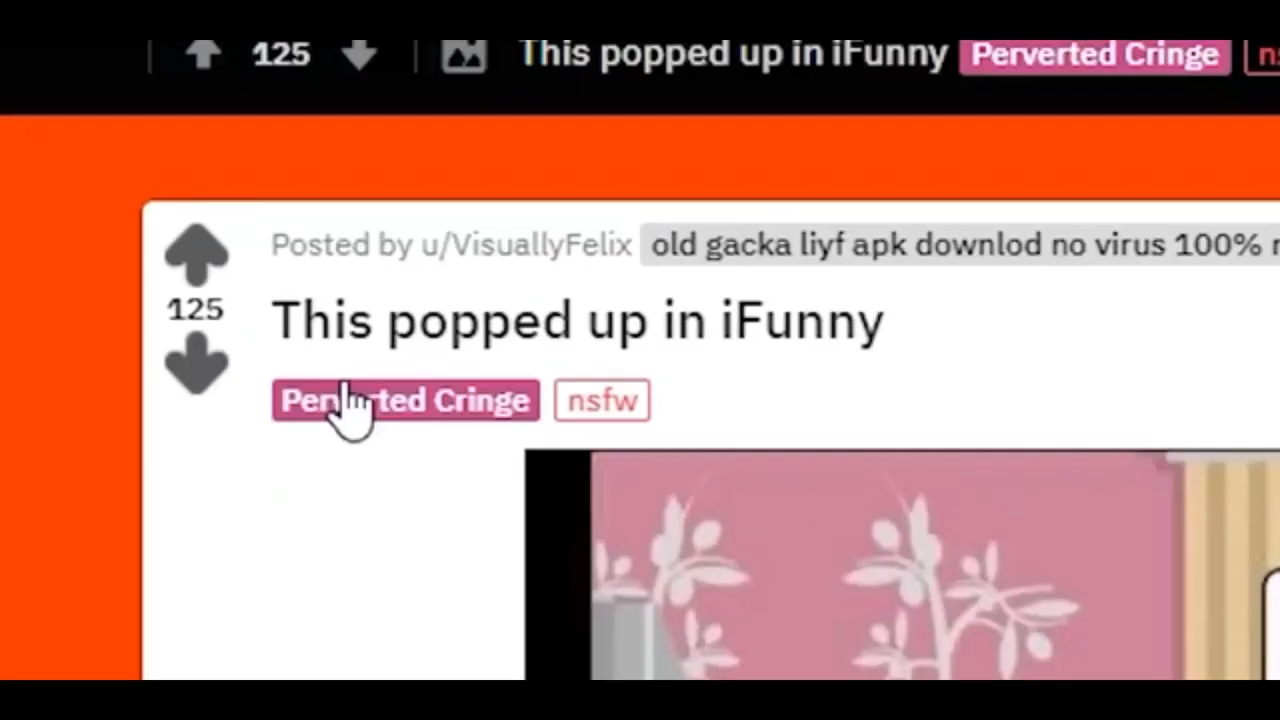 125 This popped up in iFunny Perverted Cringe
Posted by u/VisuallyFelix old gacka liyf apk downlod no virus 100%
125
This popped up in iFunny
Perverted Cringe nsfw